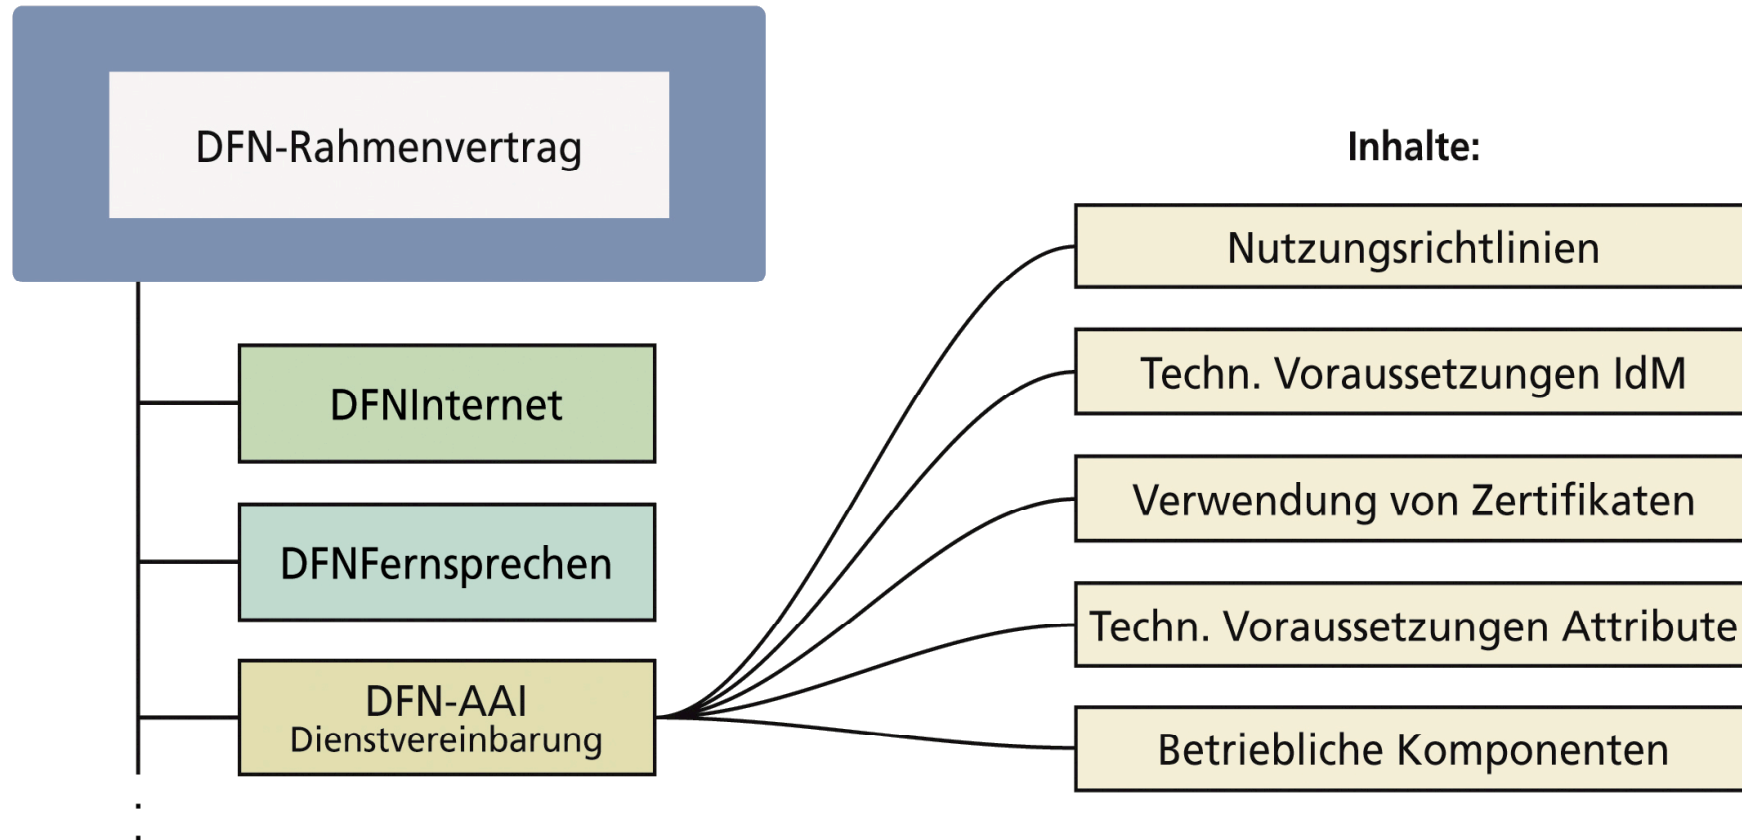 DFN-Rahmenvertrag
DFNInternet
DFNFernsprechen
DFN-AAI
Dienstvereinbarung
Inhalte:
Nutzungsrichtlinien
Techn. Voraussetzungen IdM
Verwendung von Zertifikaten
Techn. Voraussetzungen Attribute
Betriebliche Komponenten